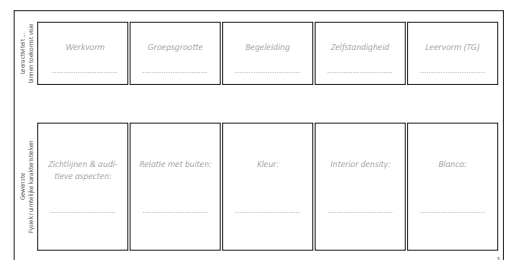 Leeractiviteit ...
binnen toekomst visie
Werkvorm
Groepsgrootte
Begeleiding
Zelfstandigheid
Leervorm (TG)
Gewenste
Fysiek ruimtelijke karakteristieken
Zichtlijnen & audi-
tieve aspecten:
Relatie met buiten:
Kleur:
Interior density:
Blanco: